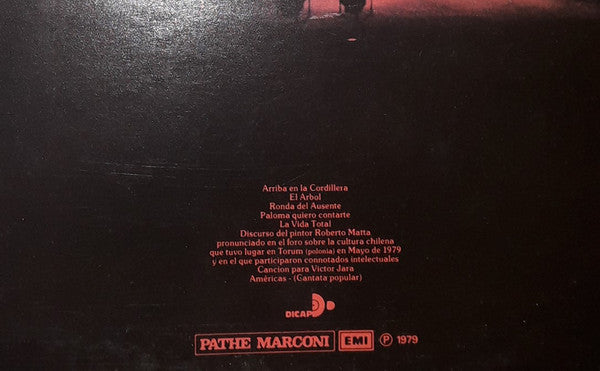 Arriba en la Cordillera
El Arbol
Ronda del Ausente
Paloma quiero contarte
La Vida Total
Discurso del pintor Roberto Matta
pronunciado en el foro sobre la cultura chilena
que tuvo lugar en Torum (polonia) en Mayo de 1979
y en el que participaron connotados intelectuales
Cancion para Victor Jara
Américas - (Cantata popular)
DICAP
PATHE MARCONI EMI Ⓟ 1979